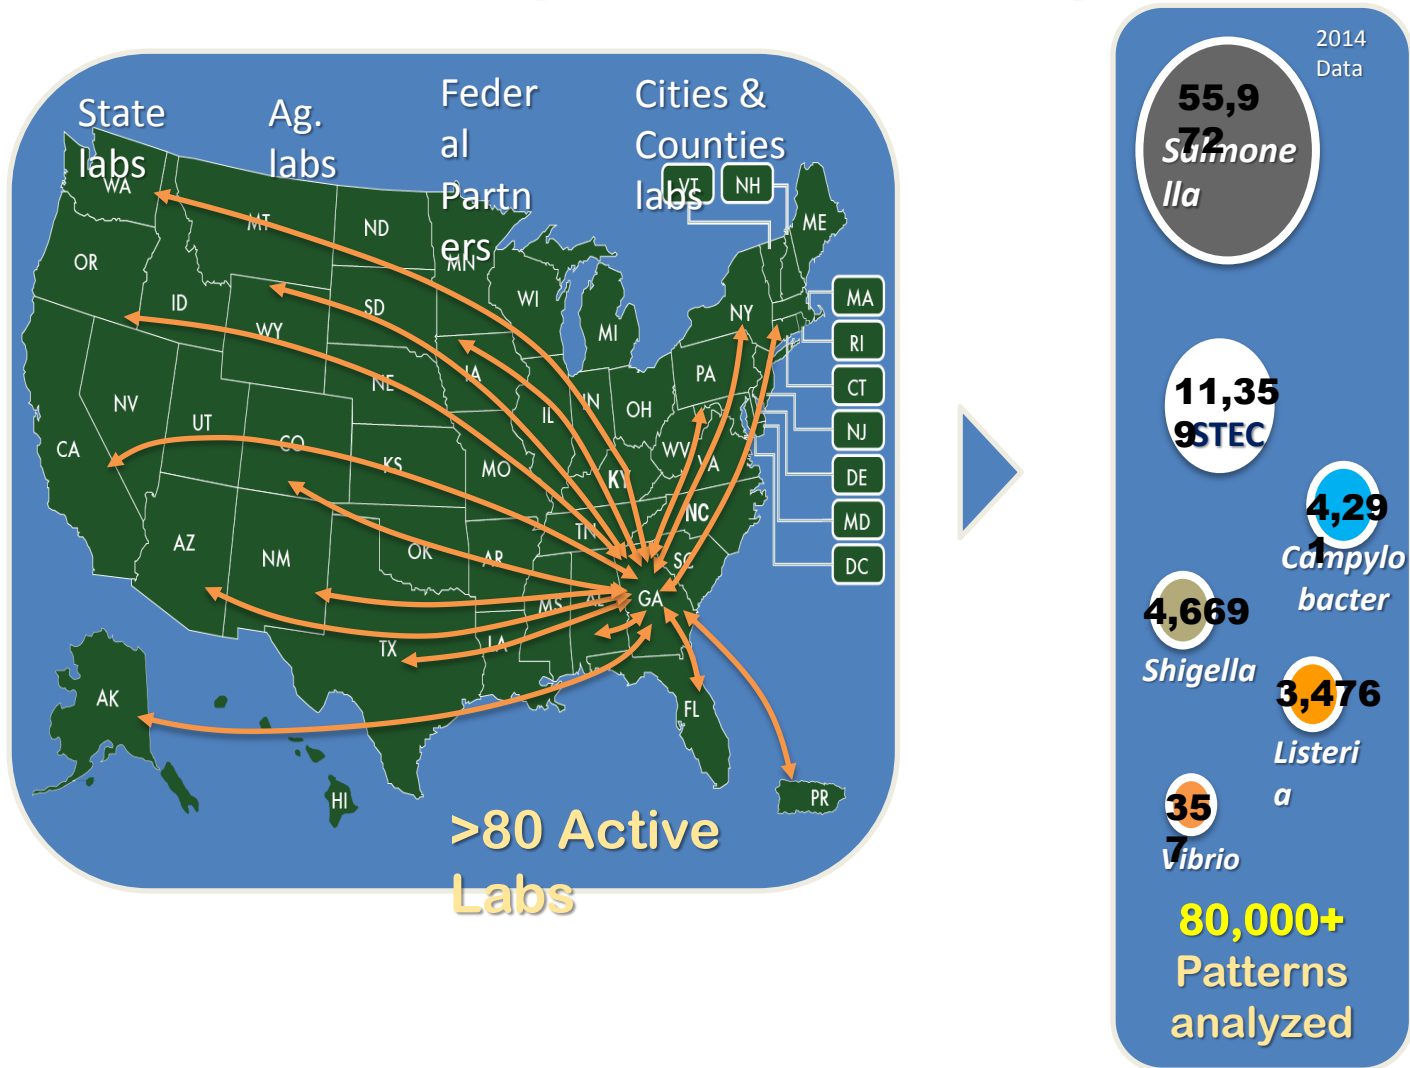 State
labs
Ag.
labs
Feder
al
Partn
ers
Cities &
Counties
labs
WA
MT
ND
MN
VT
NH
ME
OR
ID
WY
SD
WI
MI
NY
MA
RI
CT
NJ
DE
MD
DC
NV
UT
CO
NE
IA
IL
IN
OH
PA
CA
KS
MO
KY
WV
VA
NC
AZ
NM
OK
AR
TN
SC
MS
AL
GA
TX
LA
FL
AK
HI
PR
>80 Active
Labs
2014
Data
55,9
72
Salmone
lla
11,35
9
STEC
4,29
1
Campylo
bacter
4,669
Shigella
3,476
Listeri
a
35
7
Vibrio
80,000+
Patterns
analyzed